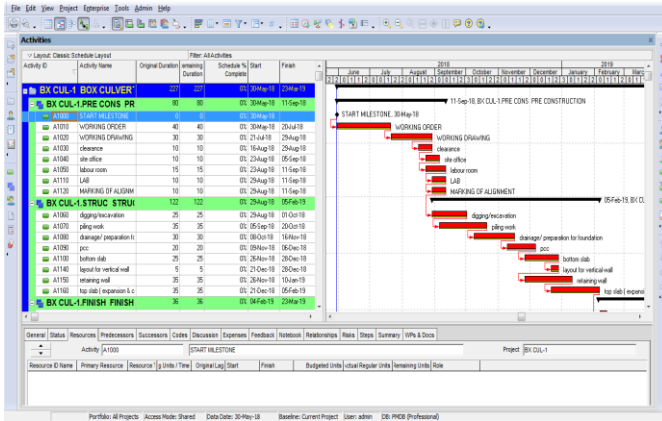 File Edit View Project Enterprise Tools Admin Help
Activities
Layout: Classic Schedule Layout Filter: All Activities
Activity ID Activity Name Original Duration emaining Duration Schedule % Complete Start Finish 2018 2019
June July August September October November December January February Marc
BX CUL-1 BOX CULVER 227 227 0% 30-May-18 23-Mar-19
BX CUL-1.PRE CONS PR 80 80 0% 30-May-18 11-Sep-18 11-Sep-18, BX CUL-1.PRE CONS PRE CONSTRUCTION
A1000 START MILESTONE 0 0 0% 30-May-18 START MILESTONE, 30-May-18
A1010 WORKING ORDER 40 40 0% 30-May-18 20-Jul-18 WORKING ORDER
A1020 WORKING DRAWING 30 30 0% 21-Jul-18 29-Aug-18 WORKING DRAWING
A1030 clearance 10 10 0% 16-Aug-18 29-Aug-18 clearance
A1040 site office 10 10 0% 23-Aug-18 05-Sep-18 site office
A1050 labour room 15 15 0% 23-Aug-18 11-Sep-18 labour room
A1110 LAB 10 10 0% 29-Aug-18 11-Sep-18 LAB
A1120 MARKING OF ALIGNM 10 10 0% 29-Aug-18 11-Sep-18 MARKING OF ALIGNMENT
BX CUL-1.STRUC STRUC 122 122 0% 29-Aug-18 05-Feb-19 05-Feb-19, BX CU
A1060 digging/excavation 25 25 0% 29-Aug-18 01-Oct-18 digging/excavation
A1070 piling work 35 35 0% 05-Sep-18 20-Oct-18 piling work
A1080 drainage/ preparation fo 30 30 0% 08-Oct-18 16-Nov-18 drainage/ preparation for foundation
A1090 pcc 20 20 0% 09-Nov-18 06-Dec-18 pcc
A1100 bottom slab 25 25 0% 26-Nov-18 28-Dec-18 bottom slab
A1140 layout for vertical wall 5 5 0% 21-Dec-18 28-Dec-18 layout for vertical wall
A1150 retaining wall 35 35 0% 26-Nov-18 10-Jan-19 retaining wall
A1160 top slab ( expansion & c 35 35 0% 21-Dec-18 05-Feb-19 top slab ( expansi
BX CUL-1.FINISH FINISH 36 36 0% 04-Feb-19 23-Mar-19
General Status Resources Predecessors Successors Codes Discussion Expenses Feedback Notebook Relationships Risks Steps Summary WPs & Docs
Activity A1000 START MILESTONE Project BX CUL-1
Resource ID Name Primary Resource Resource g Units / Time Original Lag Start Finish Budgeted Units ctual Regular Units emaining Units Role
Portfolio: All Projects Access Mode: Shared Data Date: 30-May-18 Baseline: Current Project User: admin DB: PMDB (Professional)